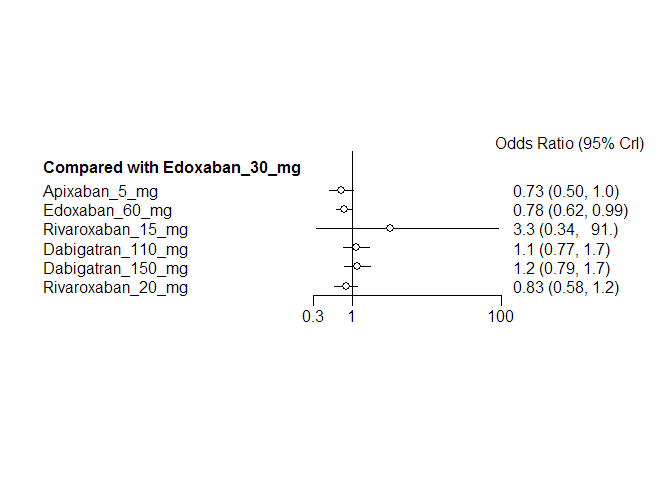 Odds Ratio (95% CrI)
Compared with Edoxaban_30_mg
Apixaban_5_mg 0.73 (0.50, 1.0)
Edoxaban_60_mg 0.78 (0.62, 0.99)
Rivaroxaban_15_mg 3.3 (0.34, 91.)
Dabigatran_110_mg 1.1 (0.77, 1.7)
Dabigatran_150_mg 1.2 (0.79, 1.7)
Rivaroxaban_20_mg 0.83 (0.58, 1.2)
0.3 1 100